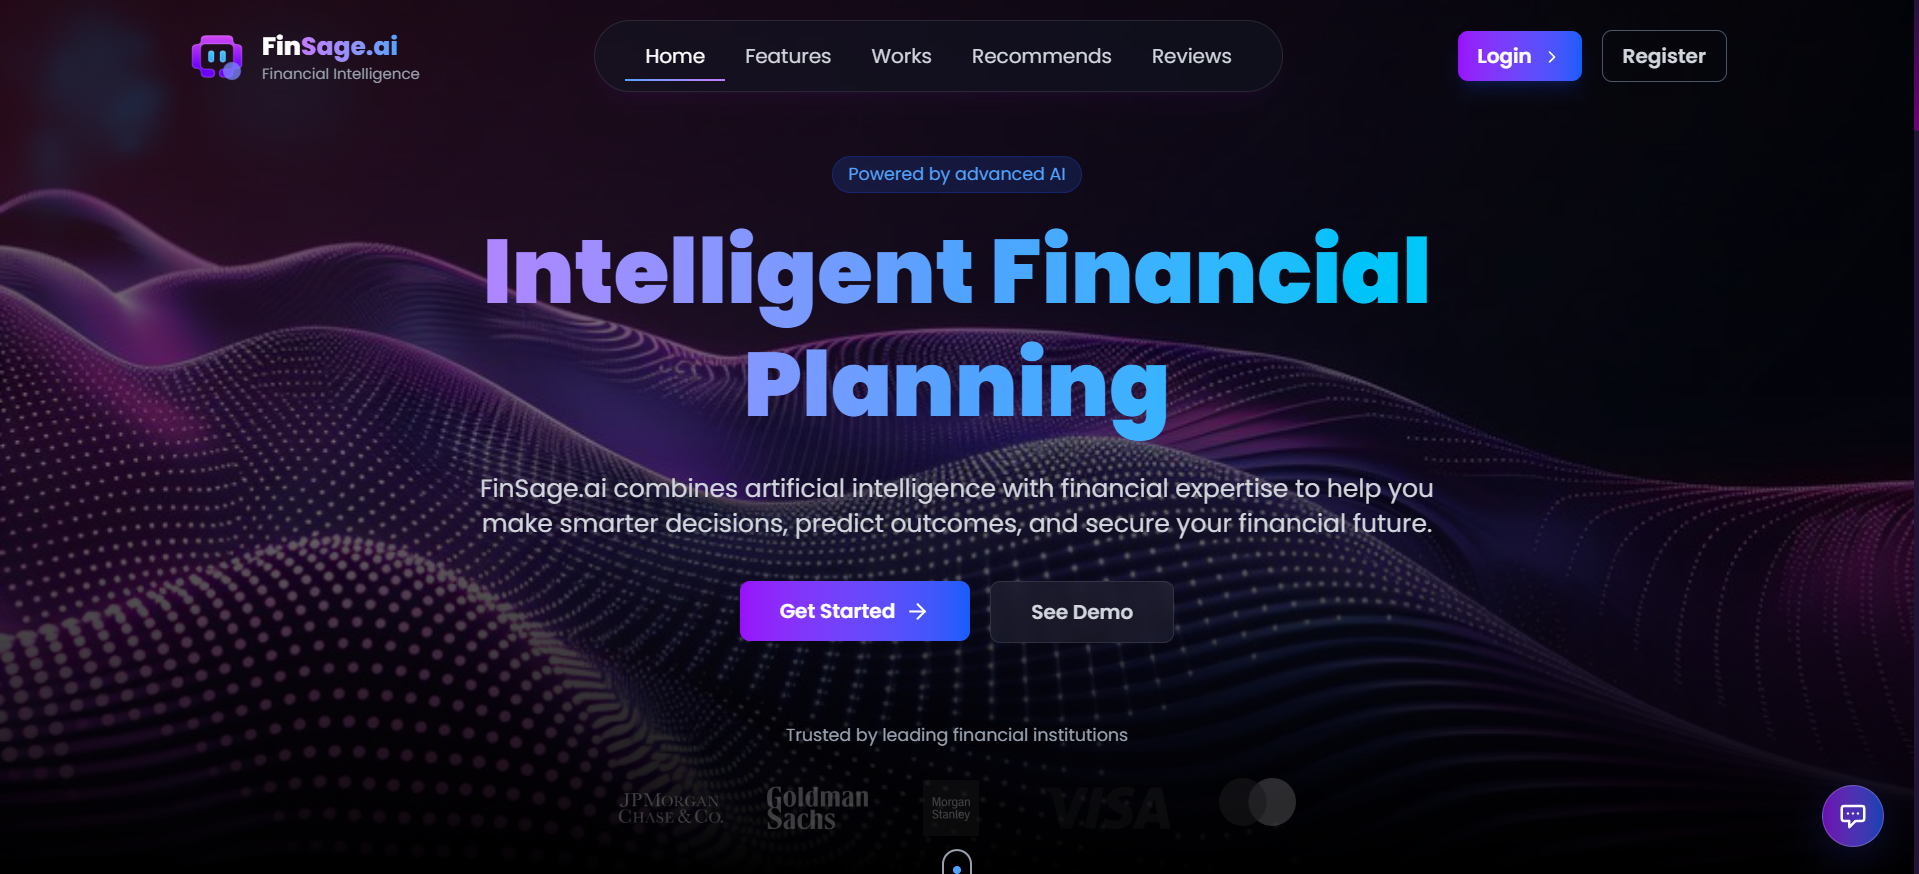 FinSage.ai
Financial Intelligence
Home
Features
Works
Recommends
Reviews
Login
Register
Powered by advanced AI
Intelligent Financial
Planning
FinSage.ai combines artificial intelligence with financial expertise to help you
make smarter decisions, predict outcomes, and secure your financial future.
Get Started
See Demo
Trusted by leading financial institutions
JPMORGAN
CHASE & CO.
Goldman
Sachs
Morgan
Stanley
VISA